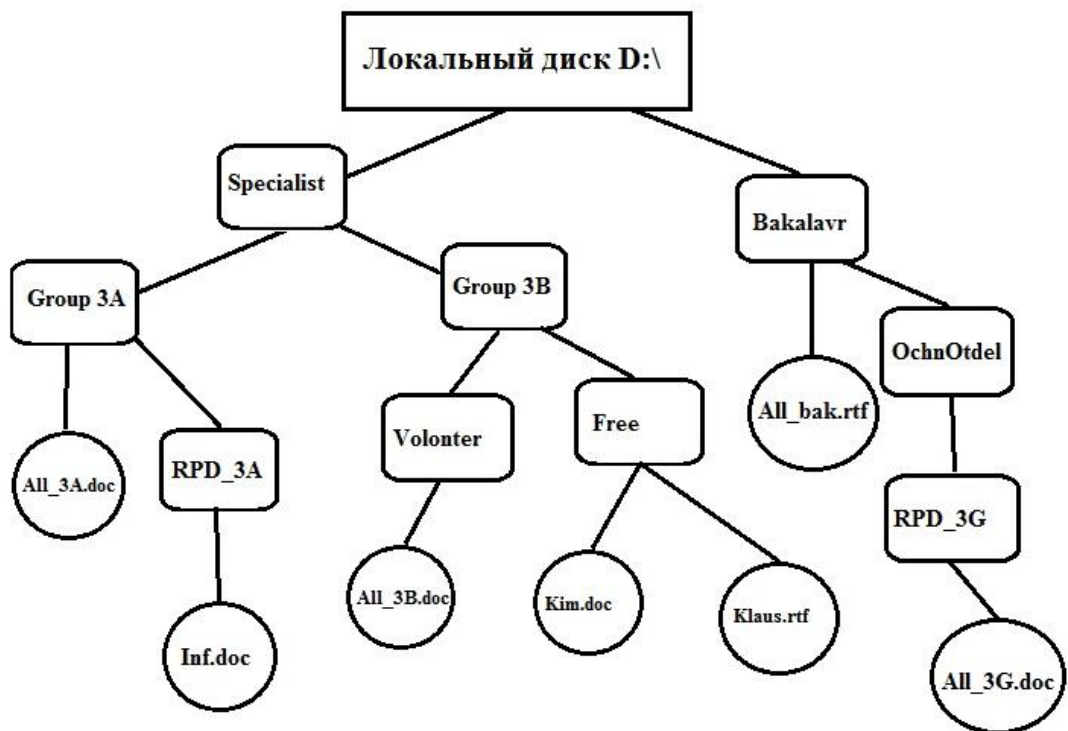 Локальный диск D:\
Specialist
Bakalavr
Group 3A
Group 3B
OchnOtdel
All_bak.rtf
Volonter
Free
RPD_3A
All_3A.doc
RPD_3G
All_3B.doc
Kim.doc
Klaus.rtf
Inf.doc
All_3G.doc